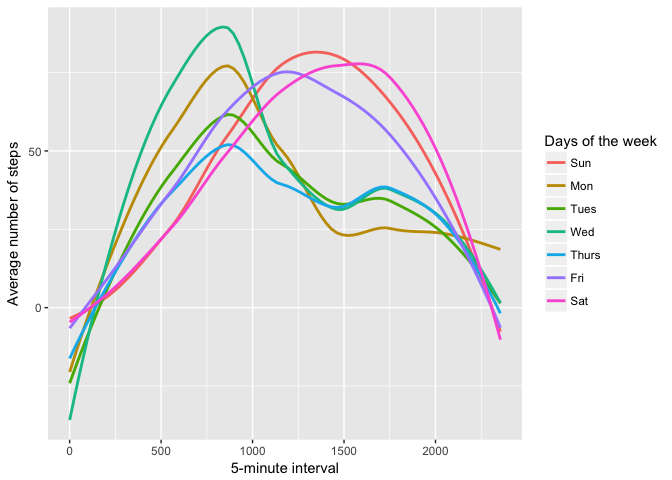 50
0
Average number of steps
0 500 1000 1500 2000
5-minute interval
Days of the week
Sun
Mon
Tues
Wed
Thurs
Fri
Sat